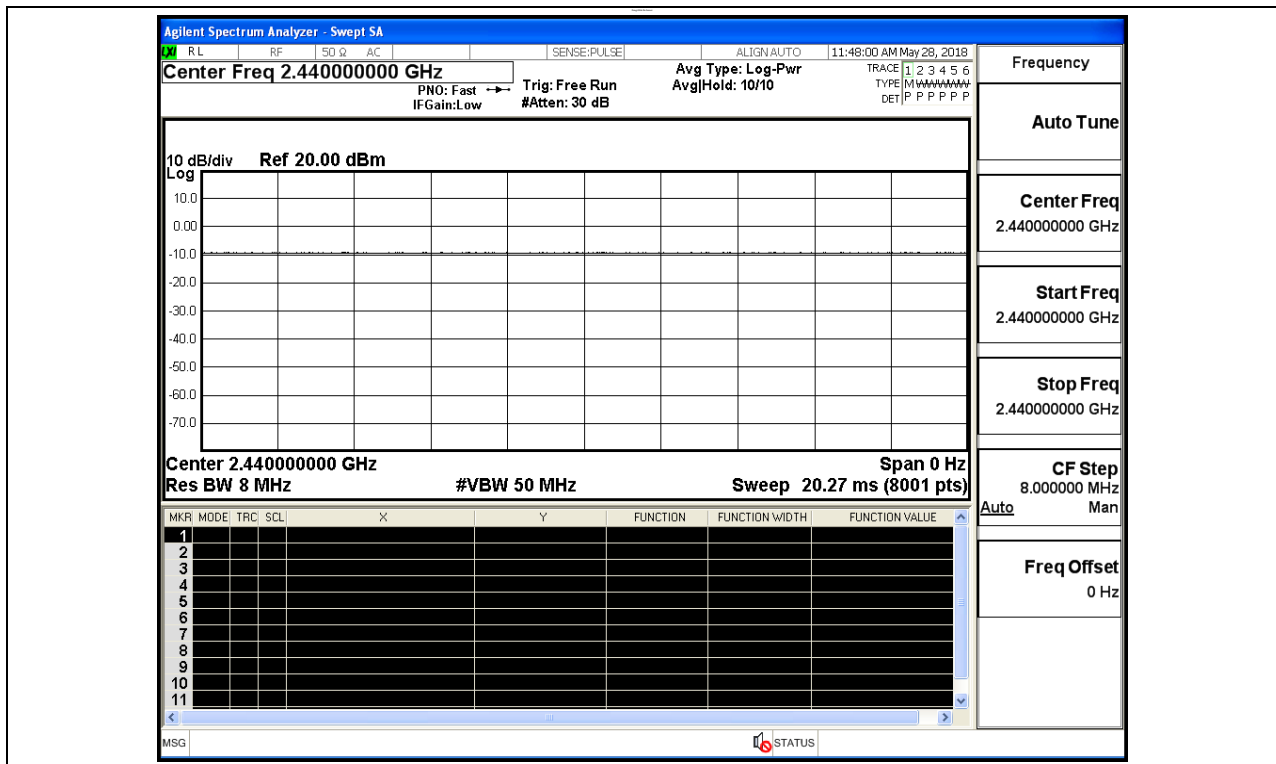 Agilent Spectrum Analyzer - Swept SA
LXI RL RF 50 Ω AC SENSE:PULSE ALIGN AUTO 11:48:00 AM May 28, 2018
Center Freq 2.440000000 GHz
PNO: Fast
IFGain:Low
Trig: Free Run
#Atten: 30 dB
Avg Type: Log-Pwr
Avg|Hold: 10/10
TRACE 1 2 3 4 5 6
TYPE M WWWWW
DET P P P P P P
10 dB/div Ref 20.00 dBm
Log
10.0
0.00
-10.0
-20.0
-30.0
-40.0
-50.0
-60.0
-70.0
Center 2.440000000 GHz Span 0 Hz
Res BW 8 MHz #VBW 50 MHz Sweep 20.27 ms (8001 pts)
MKR MODE TRC SCL X Y FUNCTION FUNCTION WIDTH FUNCTION VALUE
1
2
3
4
5
6
7
8
9
10
11
MSG STATUS
Frequency
Auto Tune
Center Freq
2.440000000 GHz
Start Freq
2.440000000 GHz
Stop Freq
2.440000000 GHz
CF Step
8.000000 MHz
Auto Man
Freq Offset
0 Hz